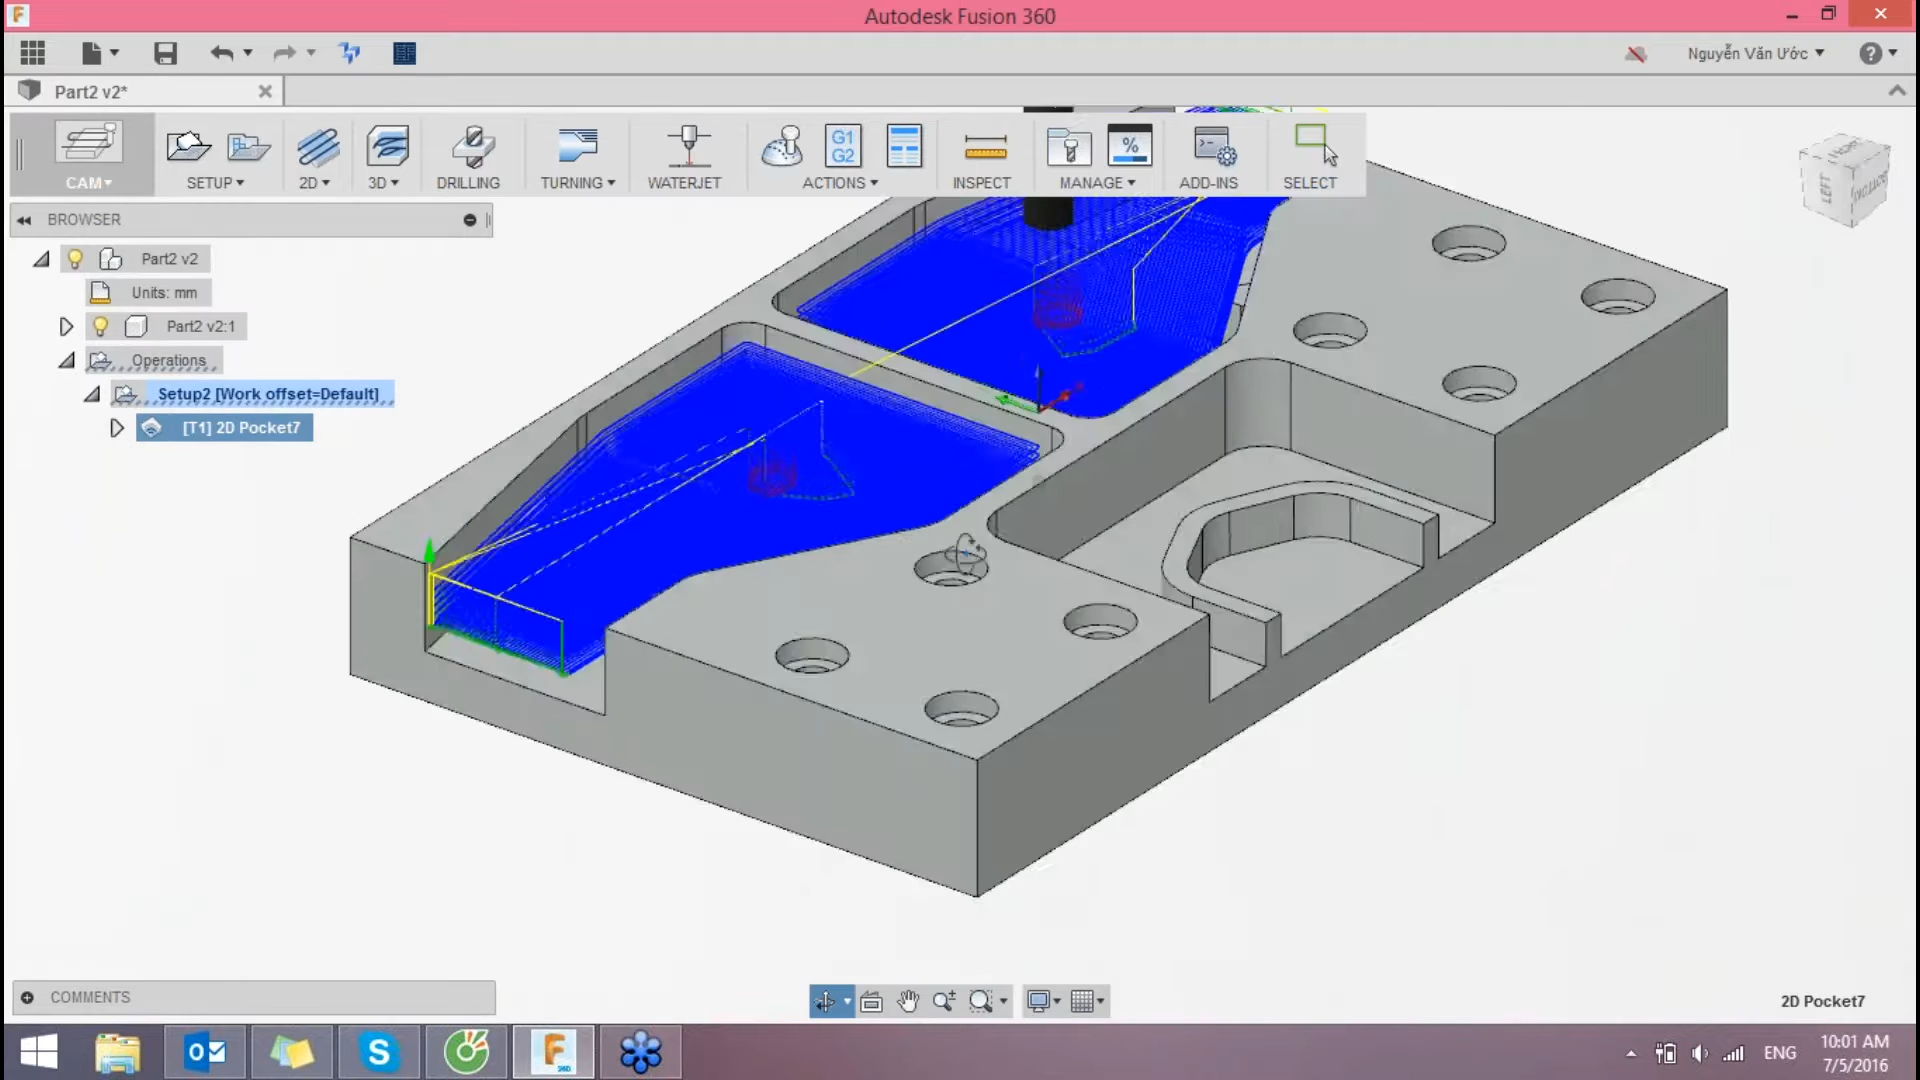 Autodesk Fusion 360
Nguyễn Văn Ước
Part2 v2*
G1
G2
%
CAM
SETUP
2D
3D
DRILLING
TURNING
WATERJET
ACTIONS
INSPECT
MANAGE
ADD-INS
SELECT
LEFT
BROWSER
Part2 v2
Units: mm
Part2 v2:1
Operations
Setup2 [Work offset=Default]
[T1] 2D Pocket7
COMMENTS
2D Pocket7
ENG
10:01 AM
7/5/2016